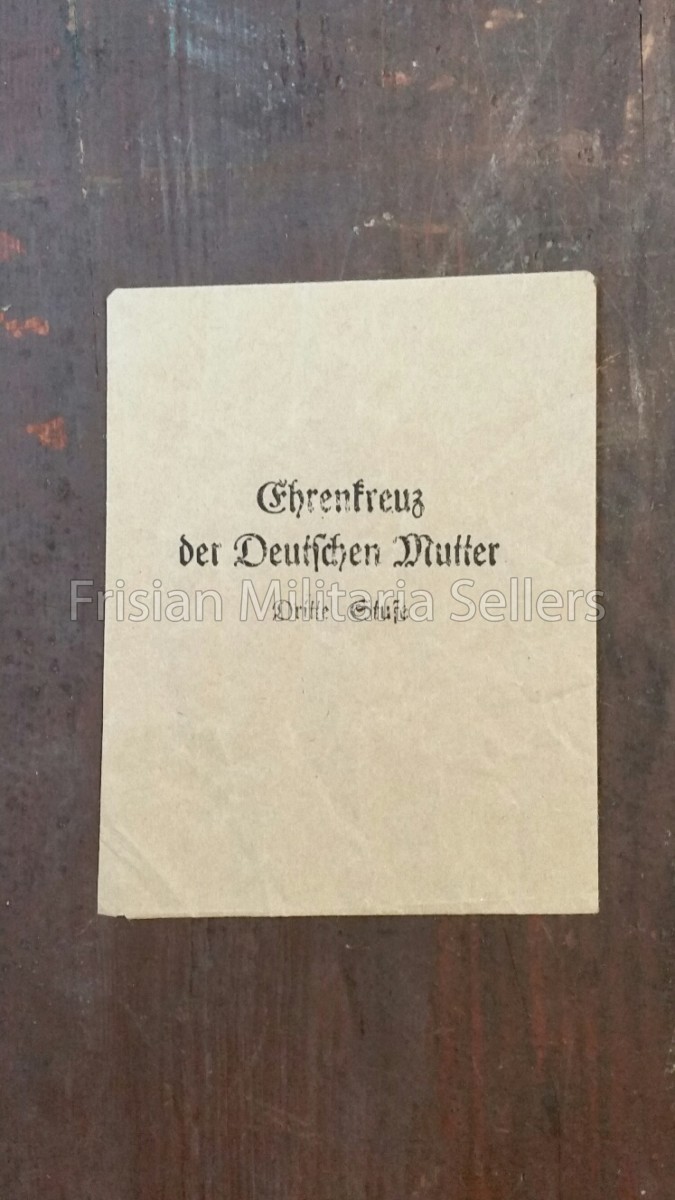 Ehrenkreuz
der Deutschen Mutter
Frisian Militaria Sellers
Dritte Stufe